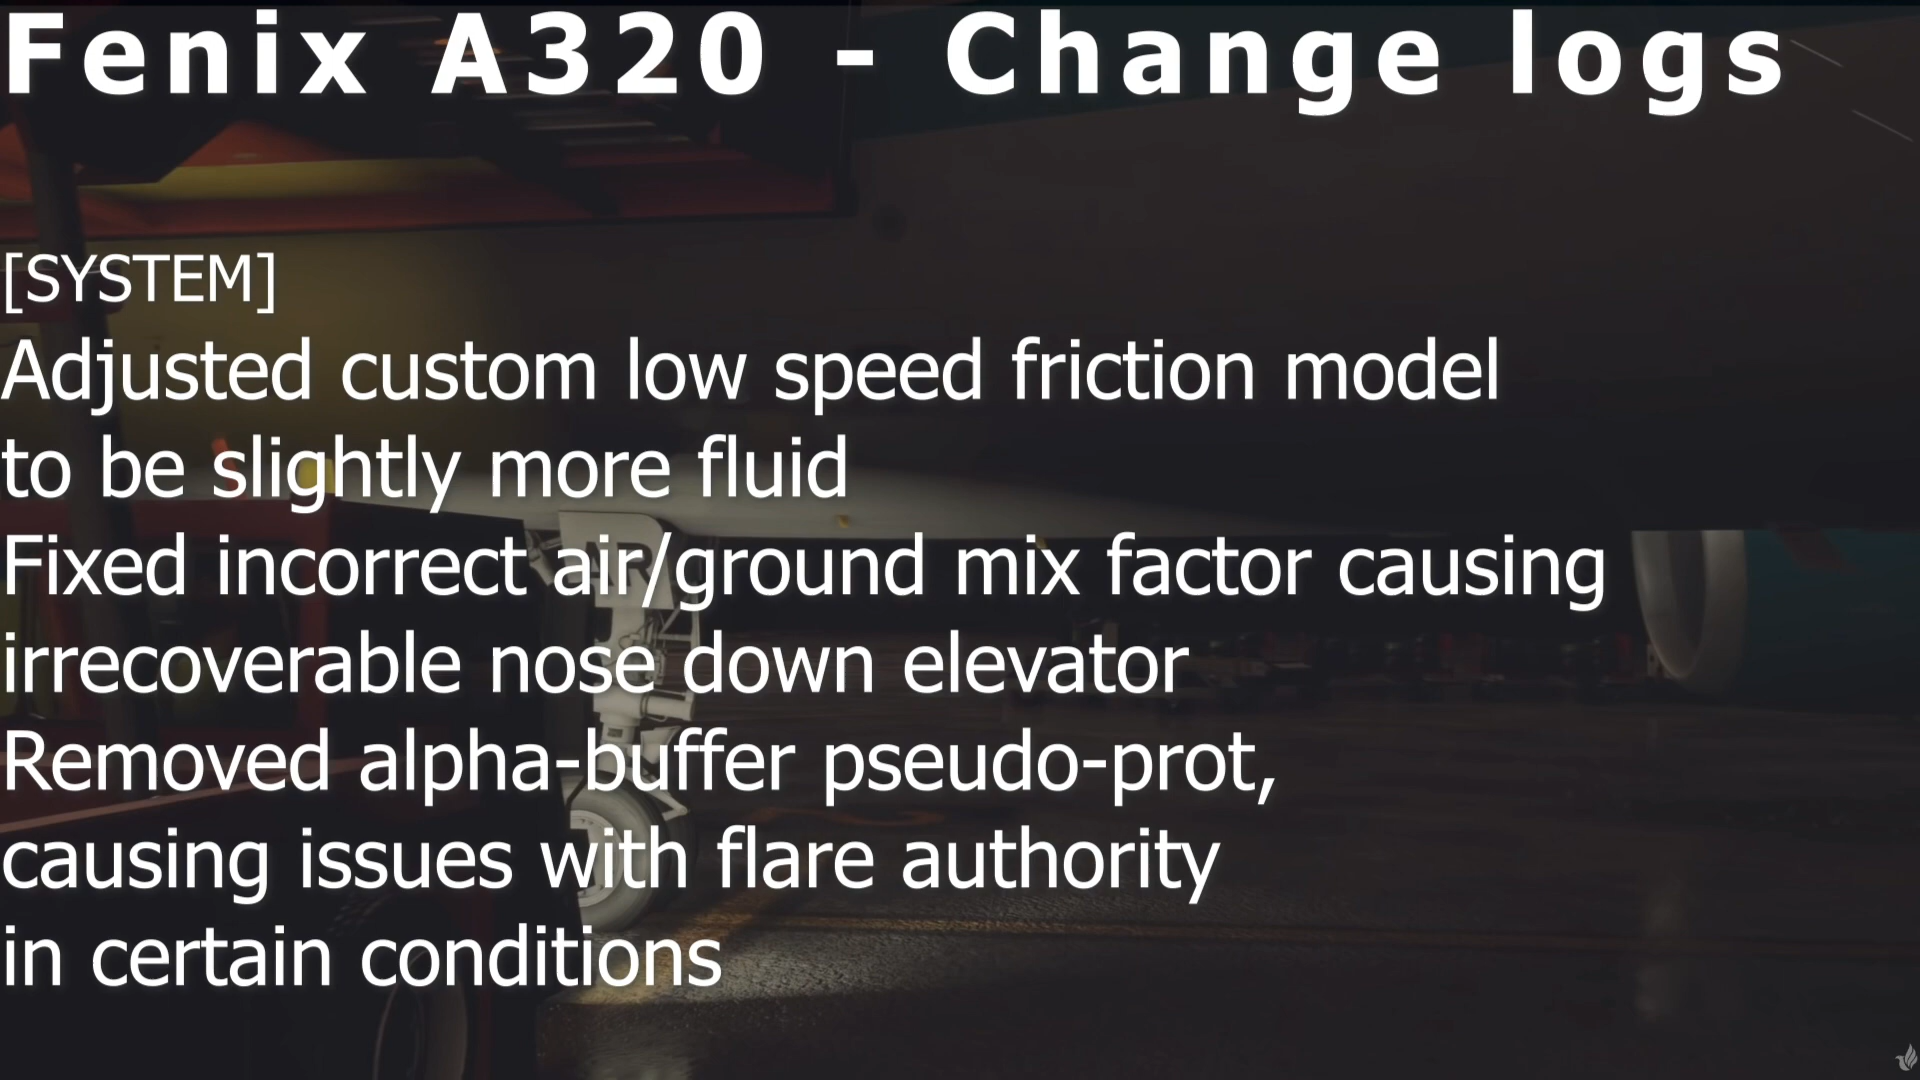 Fenix A320 - Change logs
[SYSTEM]
Adjusted custom low speed friction model
to be slightly more fluid
Fixed incorrect air/ground mix factor causing
irrecoverable nose down elevator
Removed alpha-buffer pseudo-prot,
causing issues with flare authority
in certain conditions